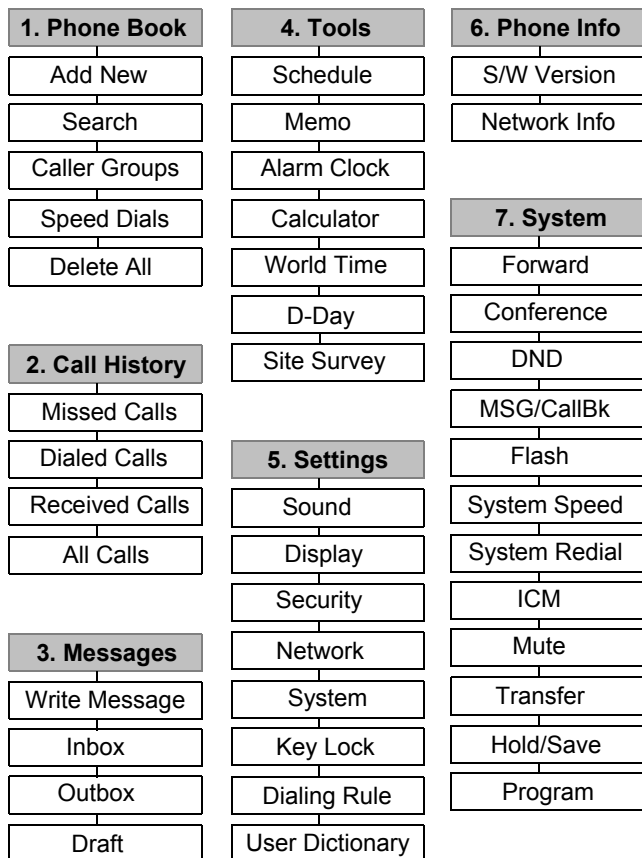 1. Phone Book
Add New
Search
Caller Groups
Speed Dials
Delete All
2. Call History
Missed Calls
Dialed Calls
Received Calls
All Calls
3. Messages
Write Message
Inbox
Outbox
Draft
4. Tools
Schedule
Memo
Alarm Clock
Calculator
World Time
D-Day
Site Survey
5. Settings
Sound
Display
Security
Network
System
Key Lock
Dialing Rule
User Dictionary
6. Phone Info
S/W Version
Network Info
7. System
Forward
Conference
DND
MSG/CallBk
Flash
System Speed
System Redial
ICM
Mute
Transfer
Hold/Save
Program